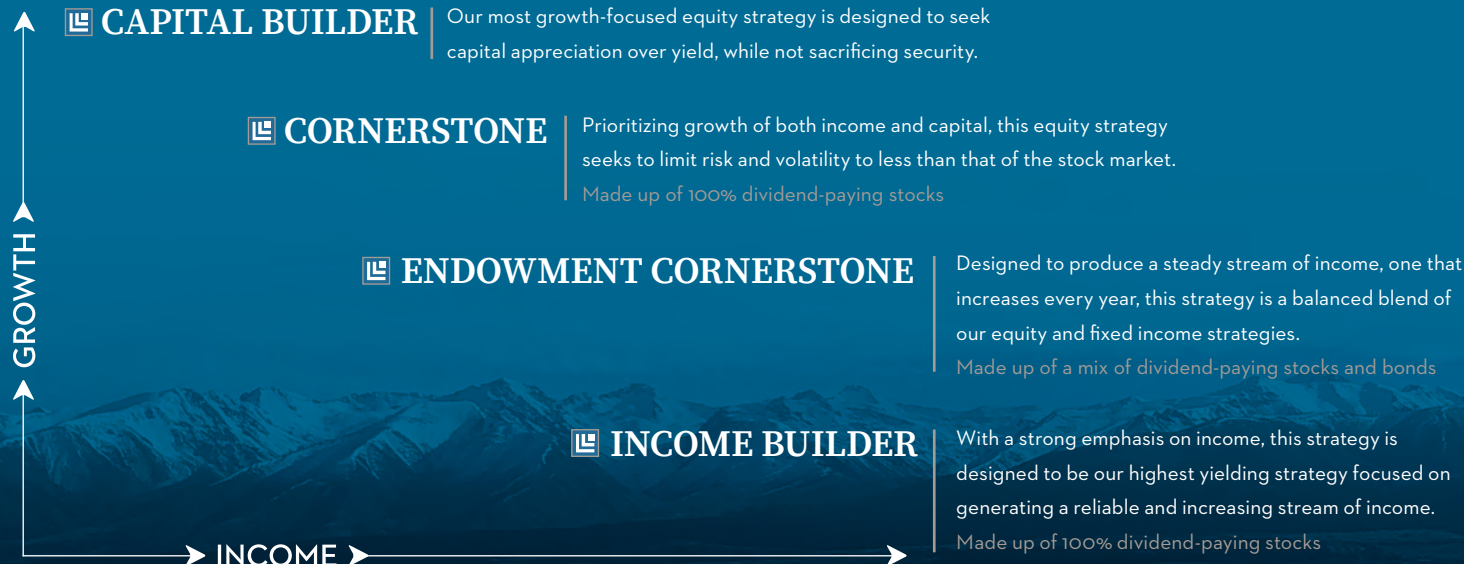 CAPITAL BUILDER
Our most growth-focused equity strategy is designed to seek
capital appreciation over yield, while not sacrificing security.
CORNERSTONE
Prioritizing growth of both income and capital, this equity strategy
seeks to limit risk and volatility to less than that of the stock market.
Made up of 100% dividend-paying stocks
GROWTH
ENDOWMENT CORNERSTONE
Designed to produce a steady stream of income, one that
increases every year, this strategy is a balanced blend of
our equity and fixed income strategies.
Made up of a mix of dividend-paying stocks and bonds
INCOME BUILDER
With a strong emphasis on income, this strategy is
designed to be our highest yielding strategy focused on
generating a reliable and increasing stream of income.
Made up of 100% dividend-paying stocks
INCOME